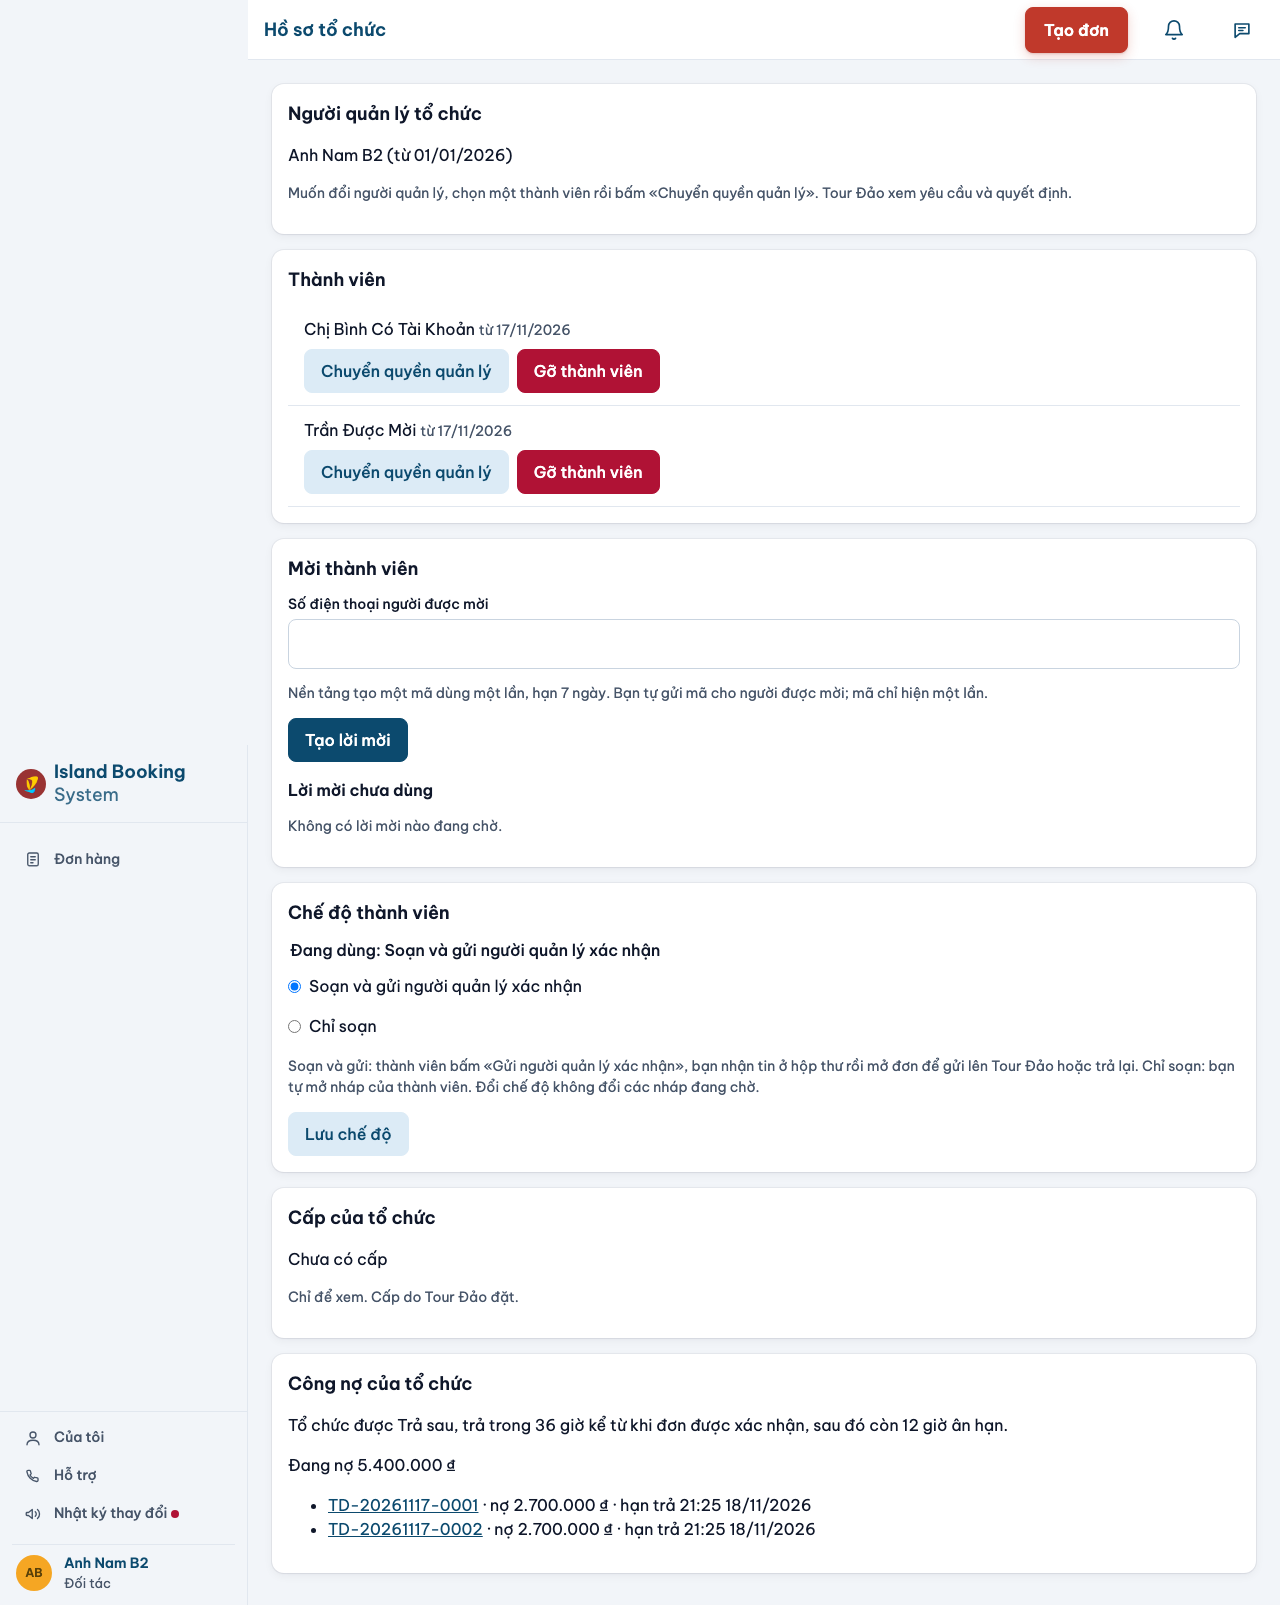 Hồ sơ tổ chức
Tạo đơn
Người quản lý tổ chức
Anh Nam B2 (từ 01/01/2026)
Muốn đổi người quản lý, chọn một thành viên rồi bấm «Chuyển quyền quản lý». Tour Đảo xem yêu cầu và quyết định.
Thành viên
Chị Bình Có Tài Khoản từ 17/11/2026
Chuyển quyền quản lý
Gỡ thành viên
Trần Được Mời từ 17/11/2026
Chuyển quyền quản lý
Gỡ thành viên
Mời thành viên
Số điện thoại người được mời
Nền tảng tạo một mã dùng một lần, hạn 7 ngày. Bạn tự gửi mã cho người được mời; mã chỉ hiện một lần.
Tạo lời mời
Lời mời chưa dùng
Không có lời mời nào đang chờ.
Chế độ thành viên
Đang dùng: Soạn và gửi người quản lý xác nhận
Soạn và gửi người quản lý xác nhận
Chỉ soạn
Soạn và gửi: thành viên bấm «Gửi người quản lý xác nhận», bạn nhận tin ở hộp thư rồi mở đơn để gửi lên Tour Đảo hoặc trả lại. Chỉ soạn: bạn
tự mở nháp của thành viên. Đổi chế độ không đổi các nháp đang chờ.
Lưu chế độ
Cấp của tổ chức
Chưa có cấp
Chỉ để xem. Cấp do Tour Đảo đặt.
Công nợ của tổ chức
Tổ chức được Trả sau, trả trong 36 giờ kể từ khi đơn được xác nhận, sau đó còn 12 giờ ân hạn.
Đang nợ 5.400.000 ₫
• TD-20261117-0001 · nợ 2.700.000 ₫ · hạn trả 21:25 18/11/2026
• TD-20261117-0002 · nợ 2.700.000 ₫ · hạn trả 21:25 18/11/2026
Island Booking
System
Đơn hàng
Của tôi
Hỗ trợ
Nhật ký thay đổi
AB
Anh Nam B2
Đối tác